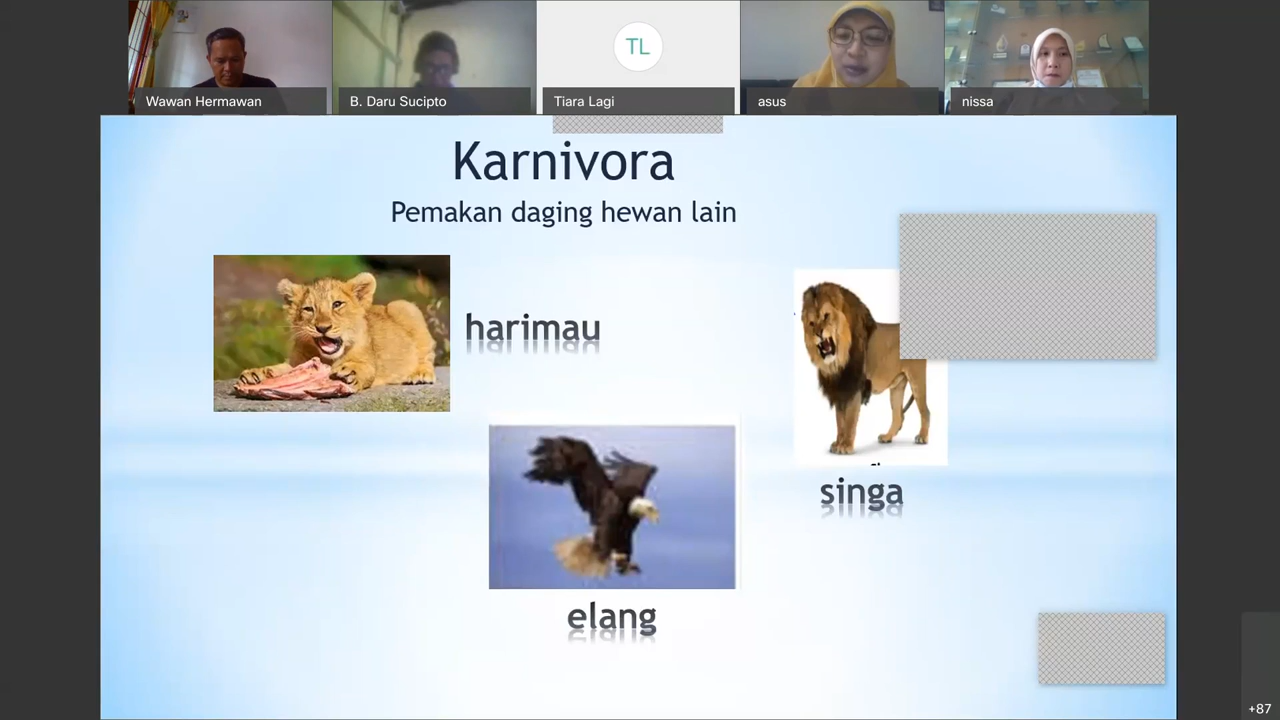 TL
Wawan Hermawan
B. Daru Sucipto
Tiara Lagi
asus
nissa
Karnivora
Pemakan daging hewan lain
harimau
singa
elang
+87